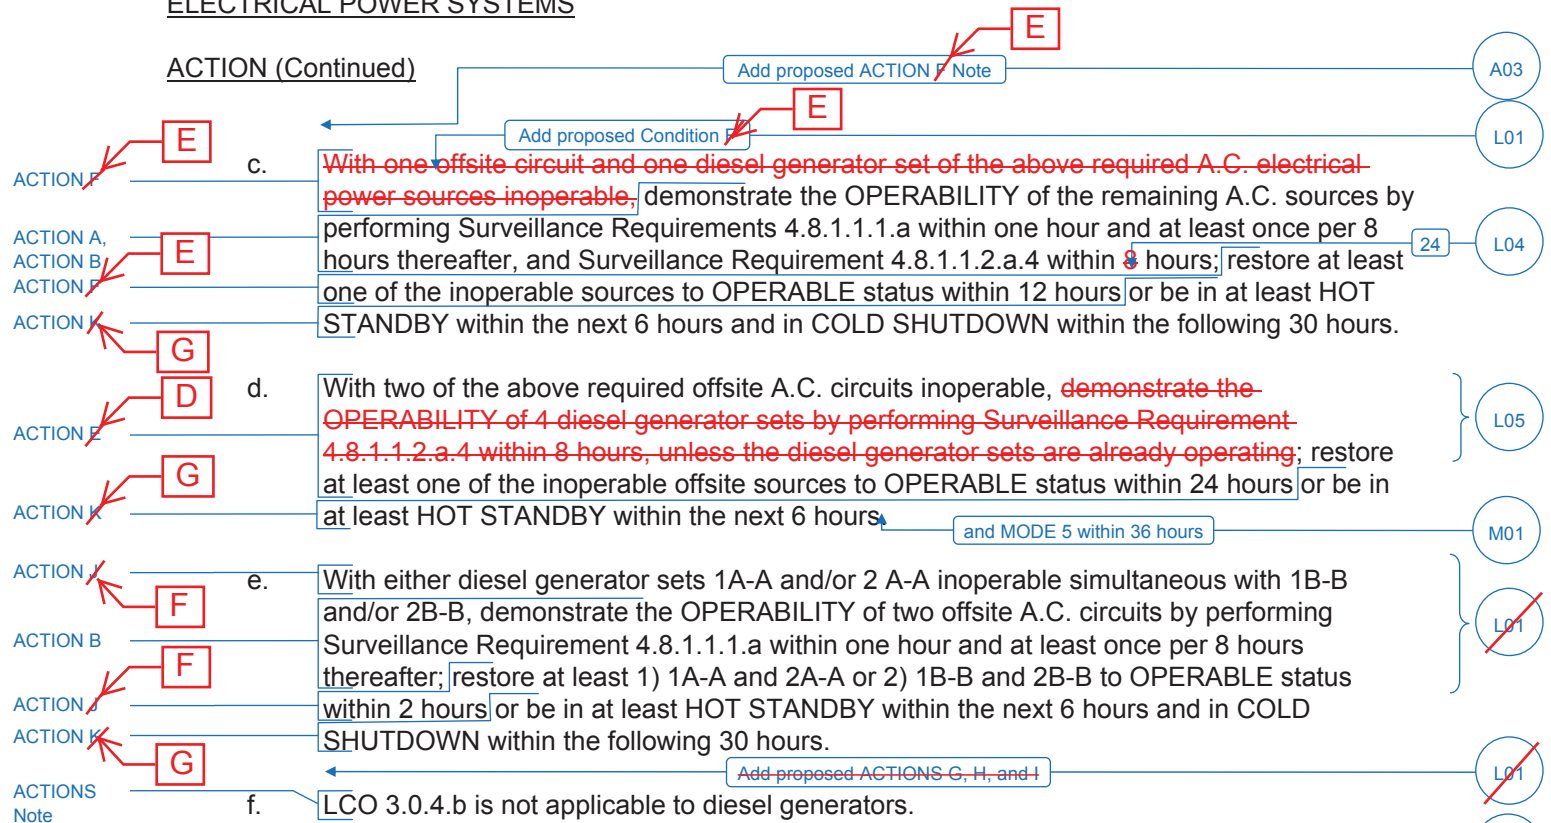 ELECTRICAL POWER SYSTEMS
E
ACTION (Continued)
Add proposed ACTION F Note
A03
E
Add proposed Condition F
L01
E
ACTION F
c. With one offsite circuit and one diesel generator set of the above required A.C. electrical
power sources inoperable, demonstrate the OPERABILITY of the remaining A.C. sources by
ACTION A,
performing Surveillance Requirements 4.8.1.1.1.a within one hour and at least once per 8
24
L04
ACTION B
E
hours thereafter, and Surveillance Requirement 4.8.1.1.2.a.4 within 8 hours; restore at least
ACTION F
one of the inoperable sources to OPERABLE status within 12 hours or be in at least HOT
ACTION K
STANDBY within the next 6 hours and in COLD SHUTDOWN within the following 30 hours.
G
D
d. With two of the above required offsite A.C. circuits inoperable, demonstrate the
OPERABILITY of 4 diesel generator sets by performing Surveillance Requirement
L05
ACTION E
4.8.1.1.2.a.4 within 8 hours, unless the diesel generator sets are already operating; restore
G
at least one of the inoperable offsite sources to OPERABLE status within 24 hours or be in
ACTION K
at least HOT STANDBY within the next 6 hours.
and MODE 5 within 36 hours
M01
ACTION J
e. With either diesel generator sets 1A-A and/or 2 A-A inoperable simultaneous with 1B-B
F
and/or 2B-B, demonstrate the OPERABILITY of two offsite A.C. circuits by performing
L01
ACTION B
Surveillance Requirement 4.8.1.1.1.a within one hour and at least once per 8 hours
F
thereafter; restore at least 1) 1A-A and 2A-A or 2) 1B-B and 2B-B to OPERABLE status
ACTION J
within 2 hours or be in at least HOT STANDBY within the next 6 hours and in COLD
ACTION K
SHUTDOWN within the following 30 hours.
G
Add proposed ACTIONS G, H, and I
L01
ACTIONS
Note
f. LCO 3.0.4.b is not applicable to diesel generators.